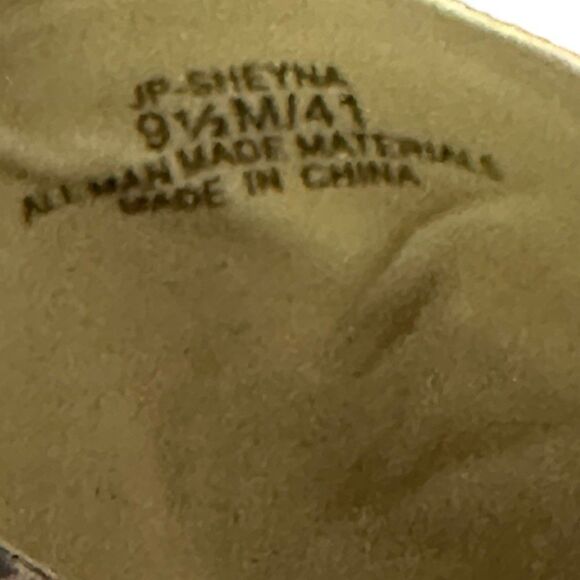 JP-SHEYNA
9½M/41
ALL MAN MADE MATERIALS
MADE IN CHINA